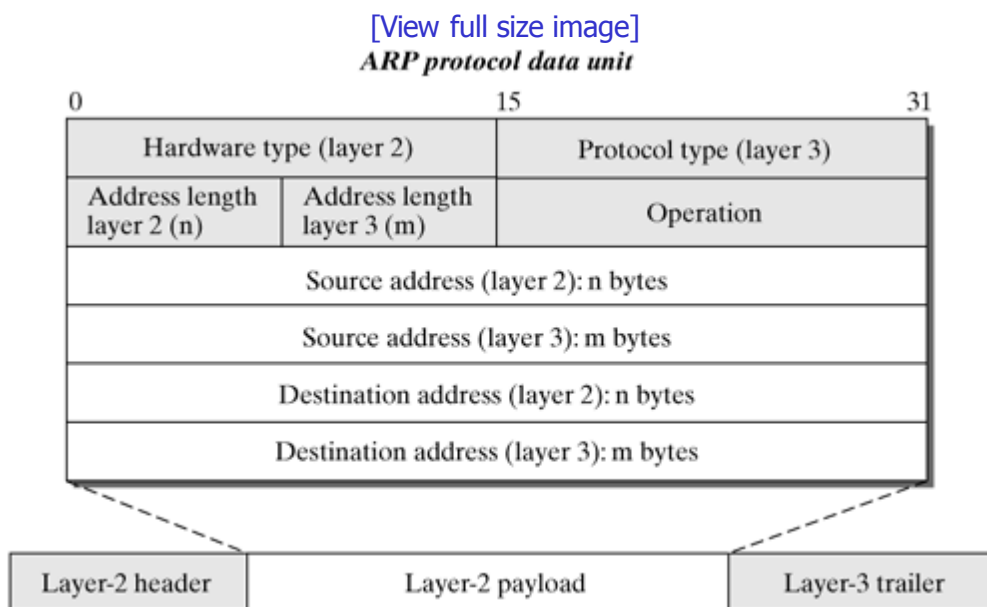 [View full size image]
ARP protocol data unit
0 15 31
Hardware type (layer 2) Protocol type (layer 3)
Address length layer 2 (n) Address length layer 3 (m) Operation
Source address (layer 2): n bytes
Source address (layer 3): m bytes
Destination address (layer 2): n bytes
Destination address (layer 3): m bytes
Layer-2 header Layer-2 payload Layer-3 trailer